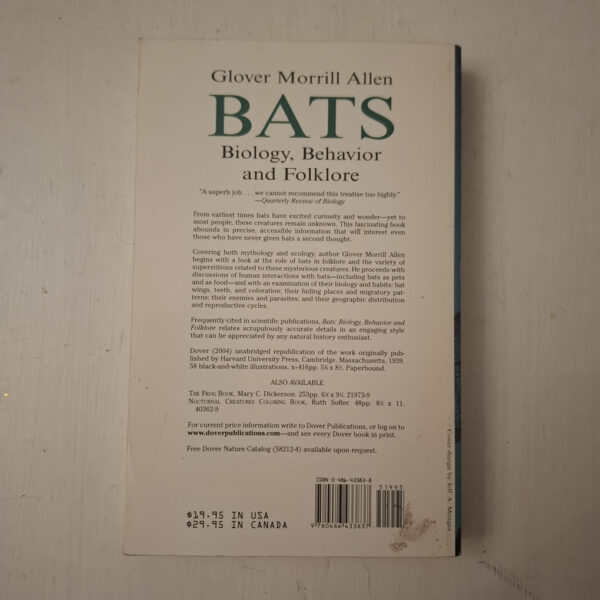 Glover Morrill Allen
BATS
Biology, Behavior
and Folklore
"A superb job . . . we cannot recommend this treatise too highly."
—Quarterly Review of Biology
From earliest times bats have excited curiosity and wonder—yet to
most people, these creatures remain unknown. This fascinating book
abounds in precise, accessible information that will interest even
those who have never given bats a second thought.
Covering both mythology and ecology, author Glover Morrill Allen
begins with a look at the role of bats in folklore and the variety of
superstitions related to these mysterious creatures. He proceeds with
discussions of human interactions with bats—including bats as pets
and as food—and with an examination of their biology and habits: bat
wings, teeth, and coloration; their hiding places and migratory pat-
terns; their enemies and parasites; and their geographic distribution
and reproductive cycles.
Frequently cited in scientific publications, Bats: Biology, Behavior and
Folklore relates scrupulously accurate details in an engaging style
that can be appreciated by any natural history enthusiast.
Dover (2004) unabridged republication of the work originally pub-
lished by Harvard University Press, Cambridge, Massachusetts, 1939.
58 black-and-white illustrations. x+416pp. 5⅜ x 8½. Paperbound.
ALSO AVAILABLE
THE FROG BOOK, Mary C. Dickerson. 253pp. 6⅛ x 9¼. 21973-9
NOCTURNAL CREATURES COLORING BOOK, Ruth Soffer. 48pp. 8¼ x 11.
40362-9
For current price information write to Dover Publications, or log on to
www.doverpublications.com—and see every Dover book in print.
Free Dover Nature Catalog (58212-4) available upon request.
ISBN 0-486-43383-8
51995
9 780486 433837
$19.95 IN USA
$29.95 IN CANADA
Cover design by Jeff A. Menges